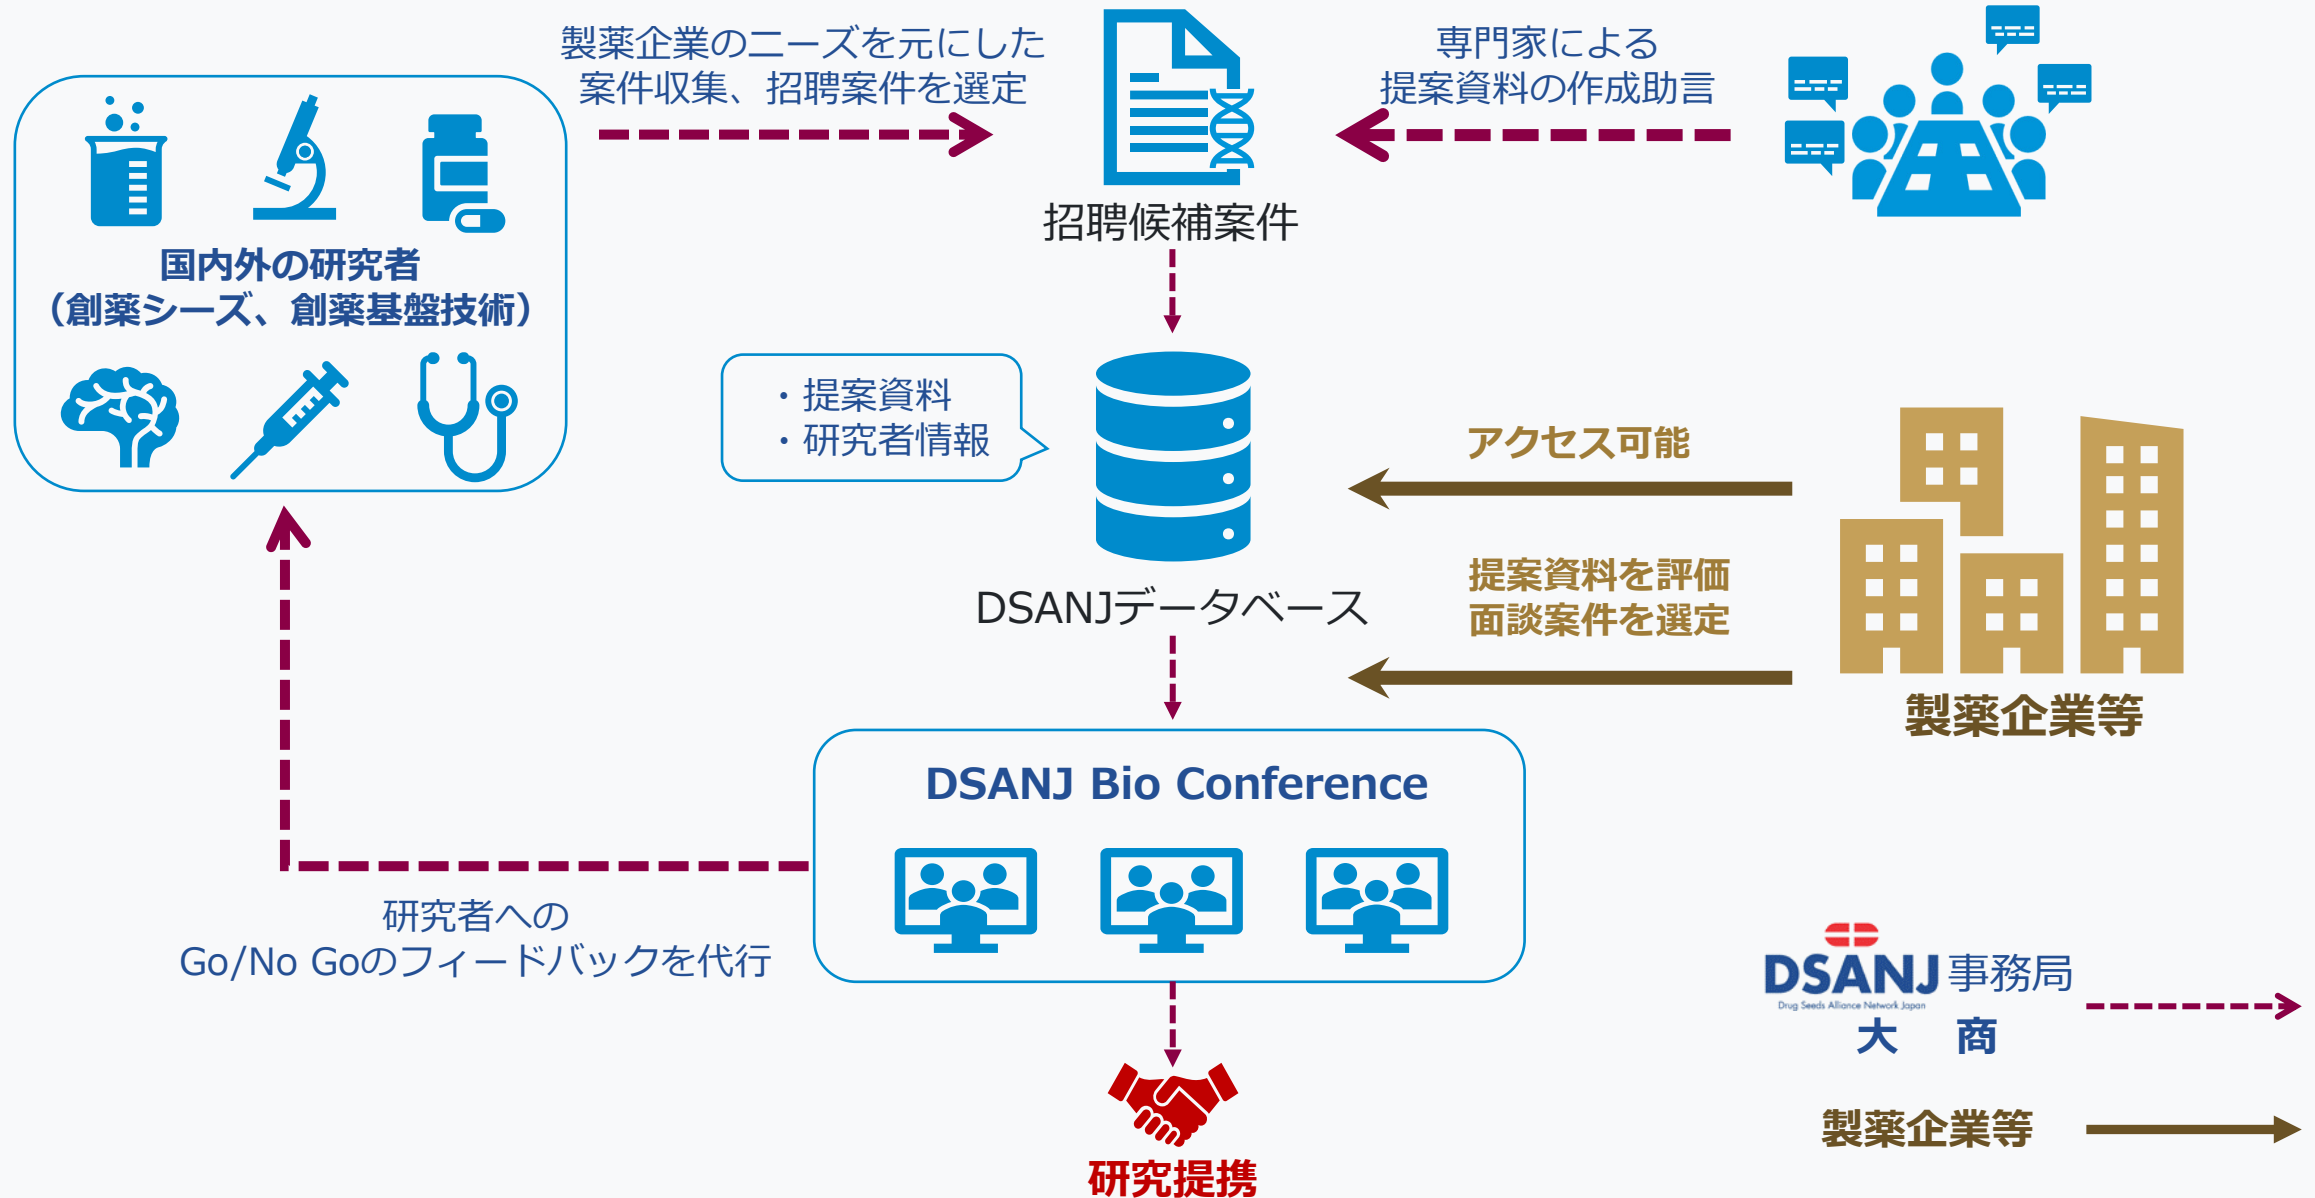 製薬企業のニーズを元にした
案件収集、招聘案件を選定
専門家による
提案資料の作成助言
国内外の研究者
（創薬シーズ、創薬基盤技術）
招聘候補案件
・提案資料
・研究者情報
DSANJデータベース
アクセス可能
提案資料を評価
面談案件を選定
製薬企業等
DSANJ Bio Conference
研究者への
Go/No Goのフィードバックを代行
研究提携
DSANJ事務局
Drug Seeds Alliance Network Japan
大　商
製薬企業等